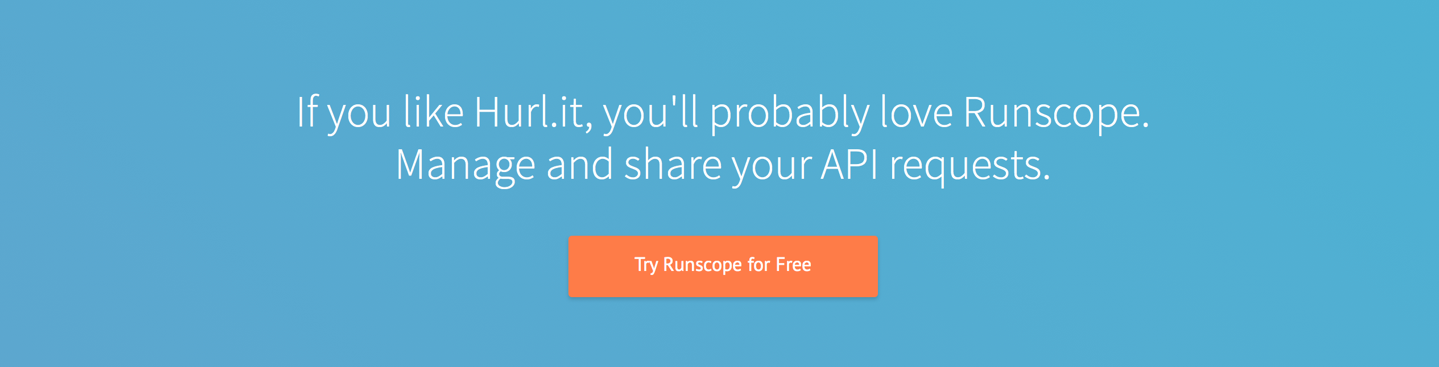 If you like Hurl.it, you'll probably love Runscope.
Manage and share your API requests.
Try Runscope for Free